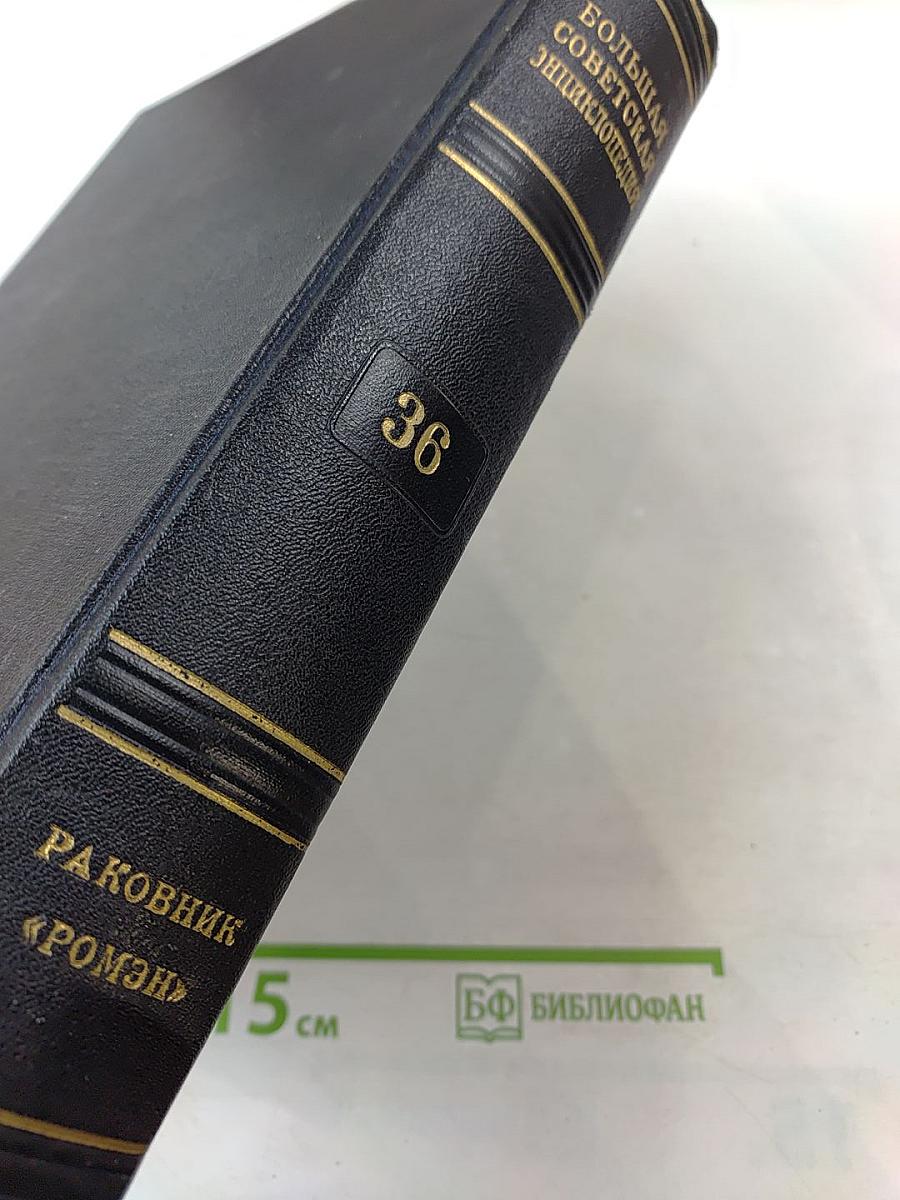 БОЛЬШАЯ
СОВЕТСКАЯ
ЭНЦИКЛОПЕДИЯ
36
РАКОВНИК
«РОМЭН»
15 см
БФ БИБЛИОФАН